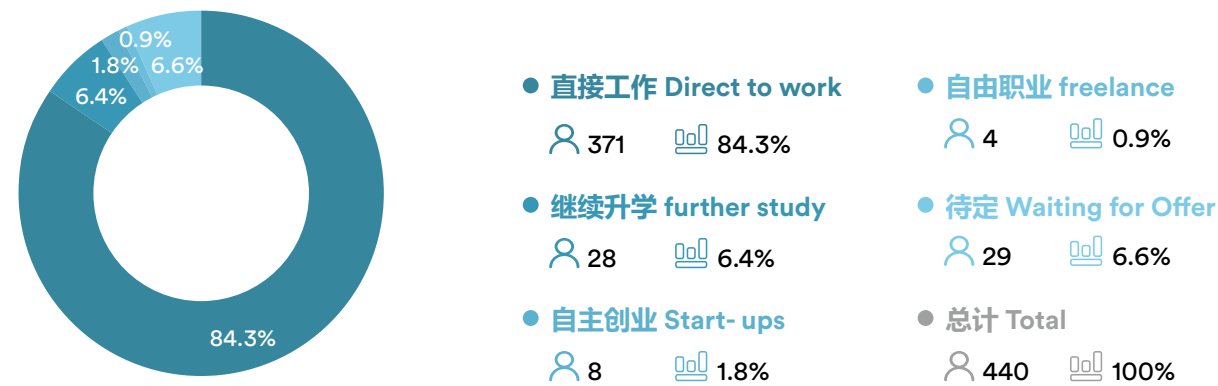 0.9%
1.8%
6.6%
6.4%
84.3%
直接工作 Direct to work
371 84.3%
继续升学 further study
28 6.4%
自主创业 Start- ups
8 1.8%
自由职业 freelance
4 0.9%
待定 Waiting for Offer
29 6.6%
总计 Total
440 100%